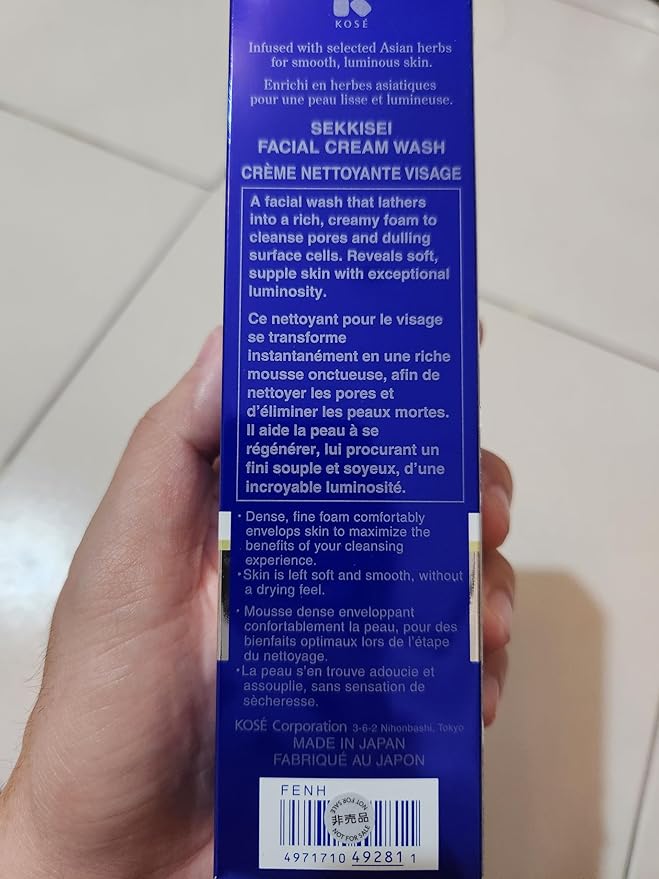 KOSÉ
Infused with selected Asian herbs
for smooth, luminous skin.
Enrichi en herbes asiatiques
pour une peau lisse et lumineuse.
SEKKISEI
FACIAL CREAM WASH
CRÈME NETTOYANTE VISAGE
A facial wash that lathers
into a rich, creamy foam to
cleanse pores and dulling
surface cells. Reveals soft,
supple skin with exceptional
luminosity.
Ce nettoyant pour le visage
se transforme
instantanément en une riche
mousse onctueuse, afin de
nettoyer les pores et
d'éliminer les peaux mortes.
Il aide la peau à se
régénérer, lui procurant un
fini souple et soyeux, d'une
incroyable luminosité.
・Dense, fine foam comfortably
envelops skin to maximize the
benefits of your cleansing
experience.
・Skin is left soft and smooth, without
a drying feel.
・Mousse dense enveloppant
confortablement la peau, pour des
bienfaits optimaux lors de l'étape
du nettoyage.
・La peau s'en trouve adoucie et
assouplie, sans sensation de
sècheresse.
KOSÉ Corporation 3-6-2 Nihonbashi, Tokyo
MADE IN JAPAN
FABRIQUÉ AU JAPON
FENH
NOT FOR SALE
非売品
NOT FOR SALE
4971710 49281 1